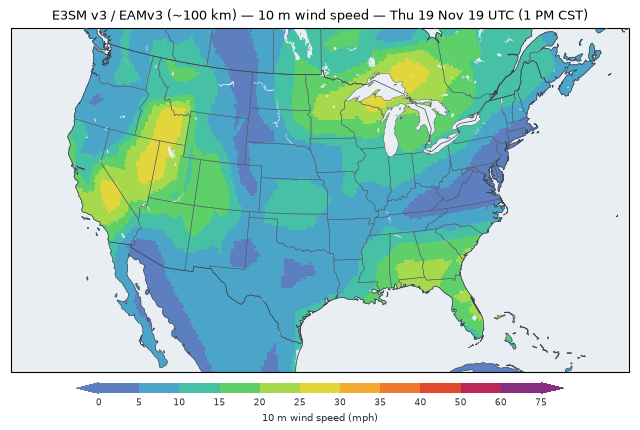 E3SM v3 / EAMv3 (~100 km) — 10 m wind speed — Thu 19 Nov 19 UTC (1 PM CST)
0 5 10 15 20 25 30 35 40 50 60 75
10 m wind speed (mph)